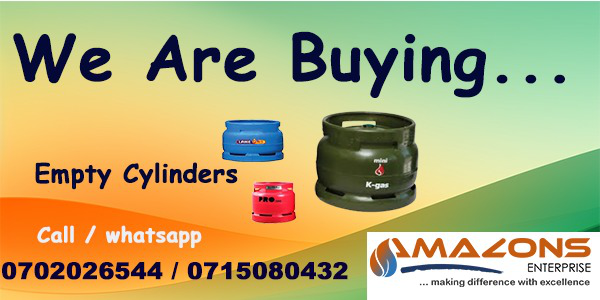 We Are Buying...
mini
K-gas
PRO
Empty Cylinders
Call / whatsapp
0702026544 / 0715080432
AMAZONS
ENTERPRISE
... making difference with excellence